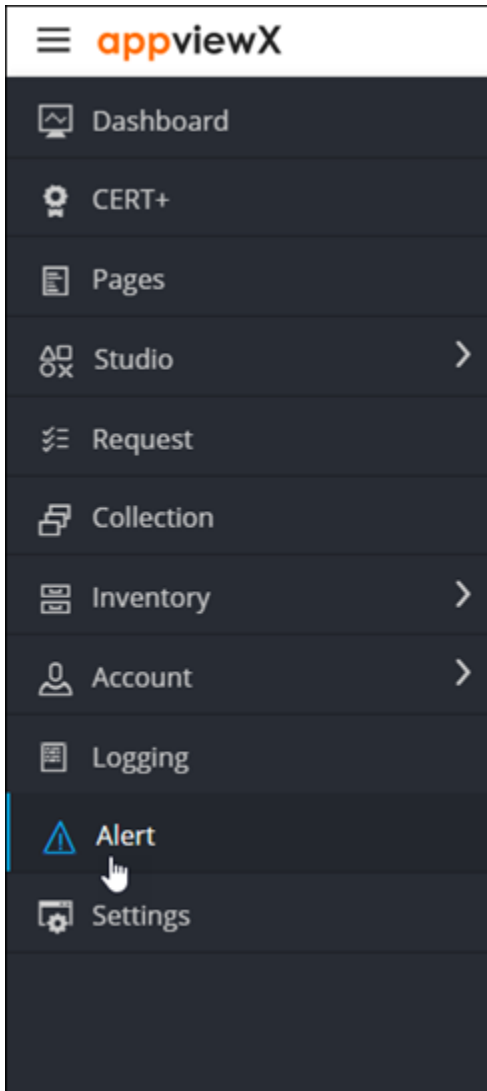 appviewX
Dashboard
CERT+
Pages
Studio
Request
Collection
Inventory
Account
Logging
Alert
Settings